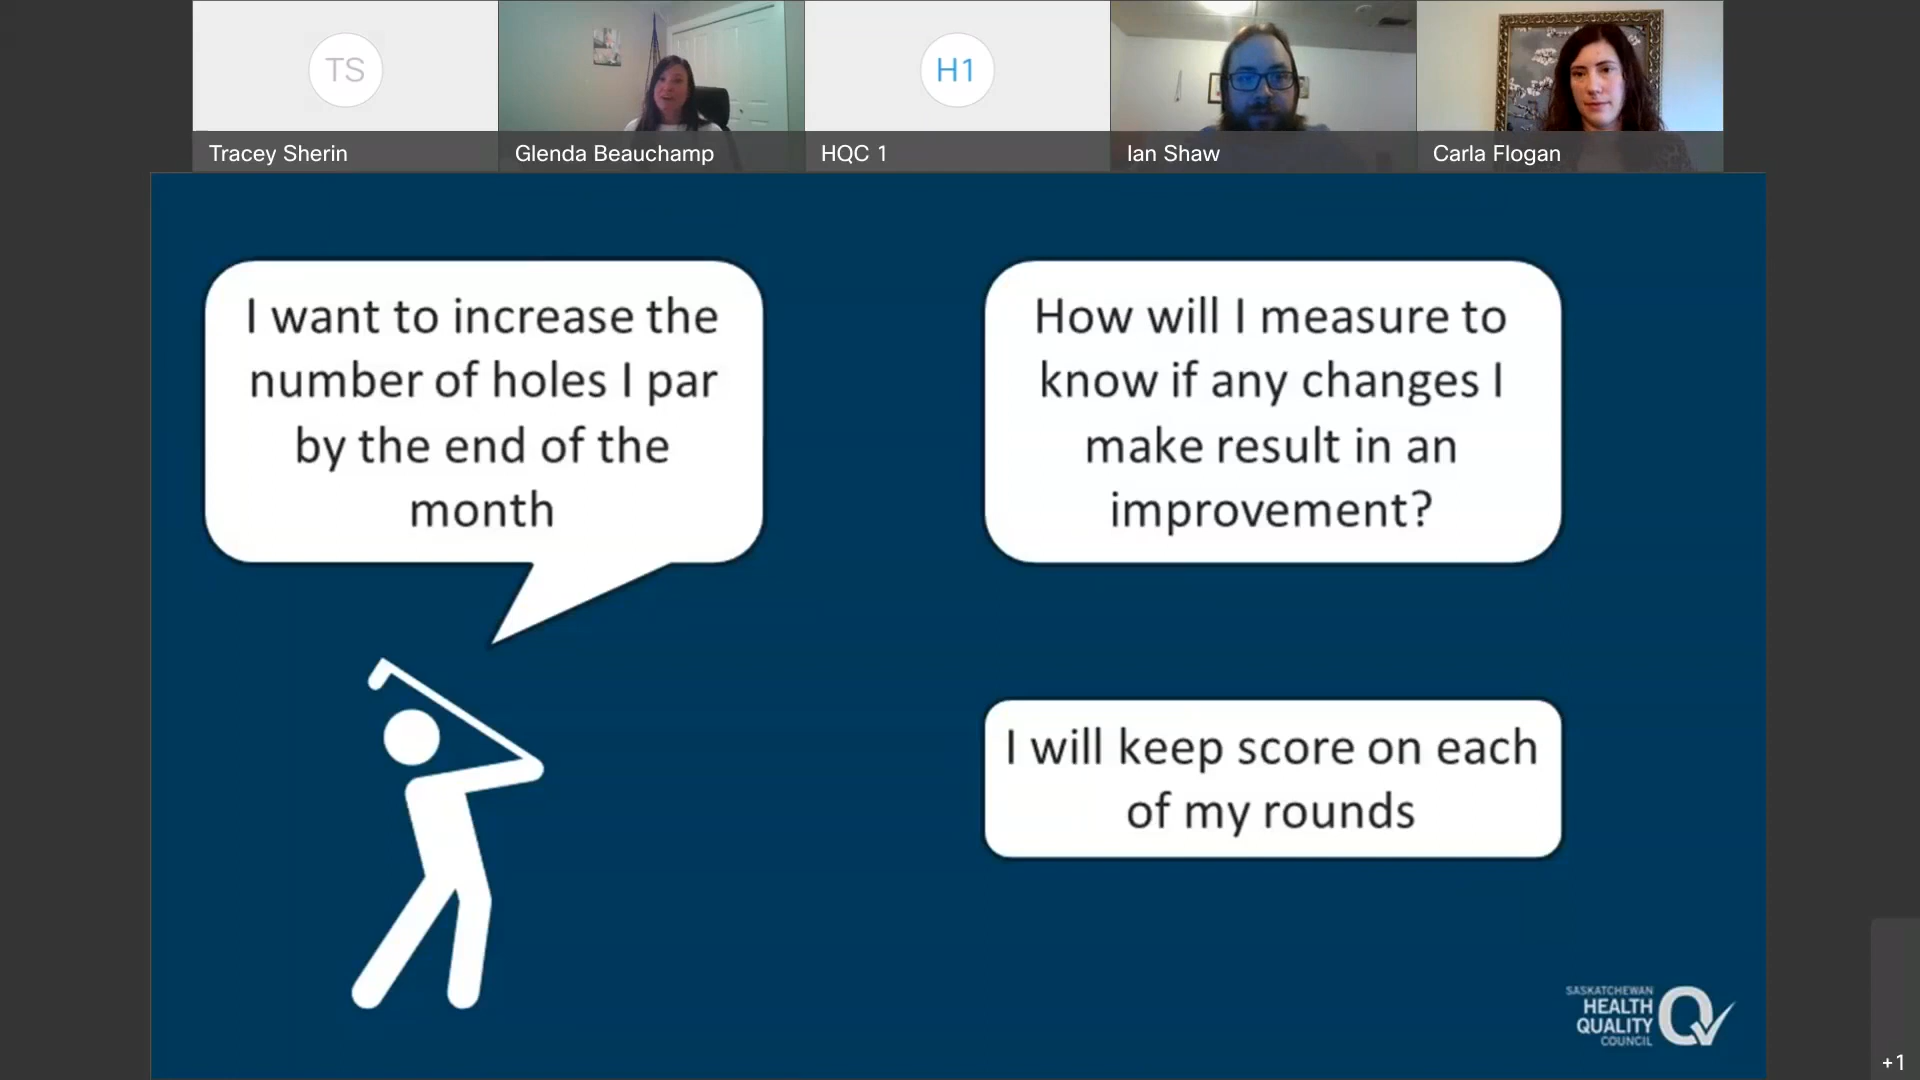 TS
H1
Tracey Sherin
Glenda Beauchamp
HQC 1
Ian Shaw
Carla Flogan
I want to increase the
number of holes I par
by the end of the
month
How will I measure to
know if any changes I
make result in an
improvement?
I will keep score on each
of my rounds
SASKATCHEWAN
HEALTH
QUALITY
COUNCIL
Q
+1